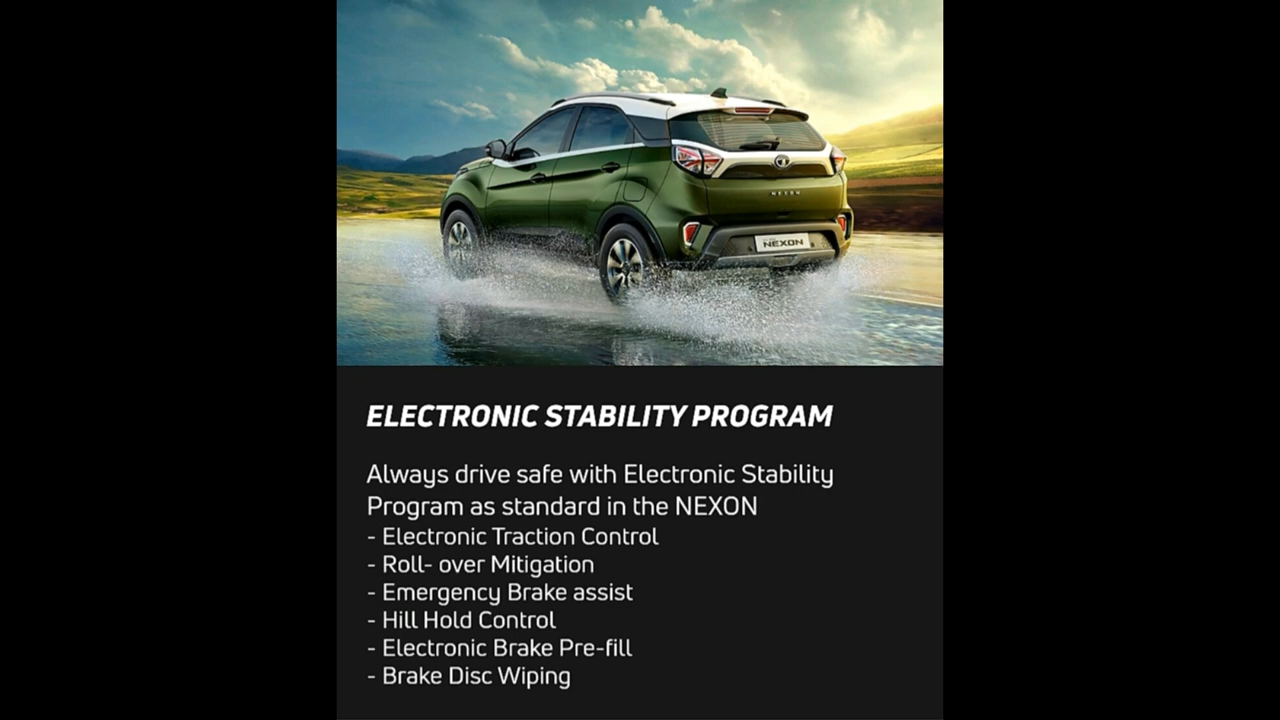 NEXON
NEXON
ELECTRONIC STABILITY PROGRAM
Always drive safe with Electronic Stability
Program as standard in the NEXON
- Electronic Traction Control
- Roll- over Mitigation
- Emergency Brake assist
- Hill Hold Control
- Electronic Brake Pre-fill
- Brake Disc Wiping